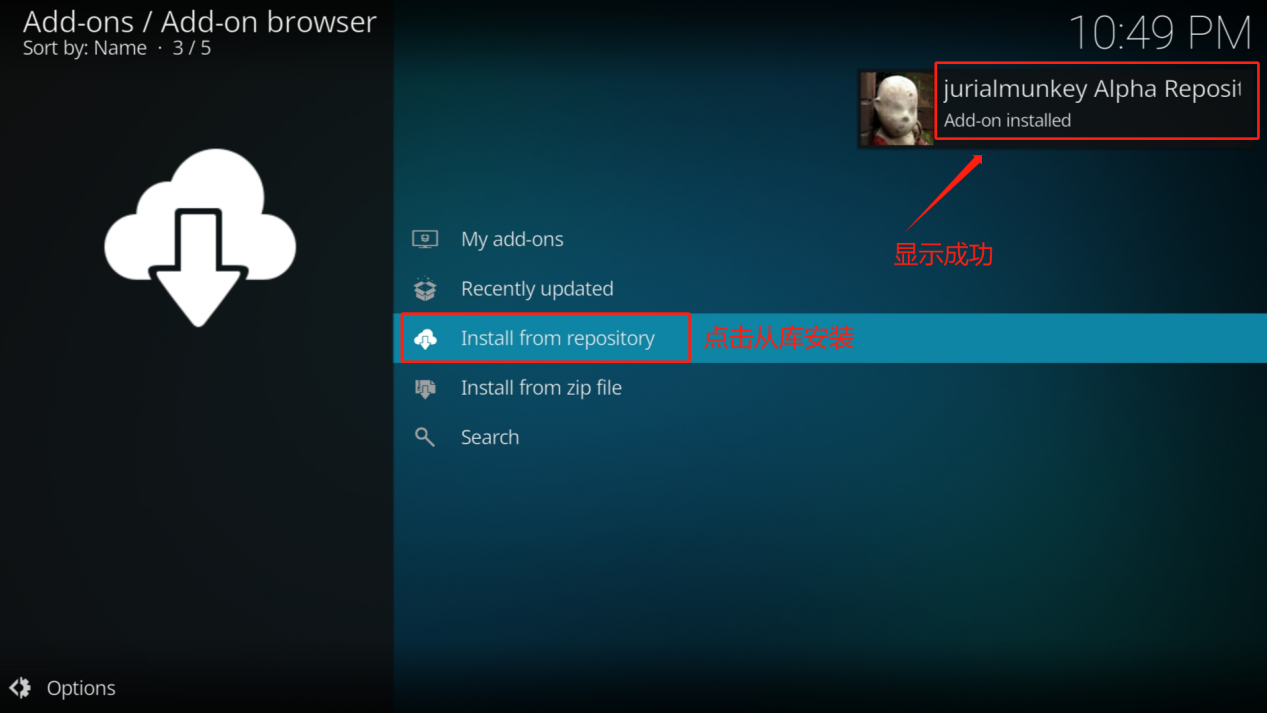 Add-ons / Add-on browser
Sort by: Name · 3 / 5
10:49 PM
jurialmunkey Alpha Reposit
Add-on installed
显示成功
My add-ons
Recently updated
Install from repository
点击从库安装
Install from zip file
Search
Options